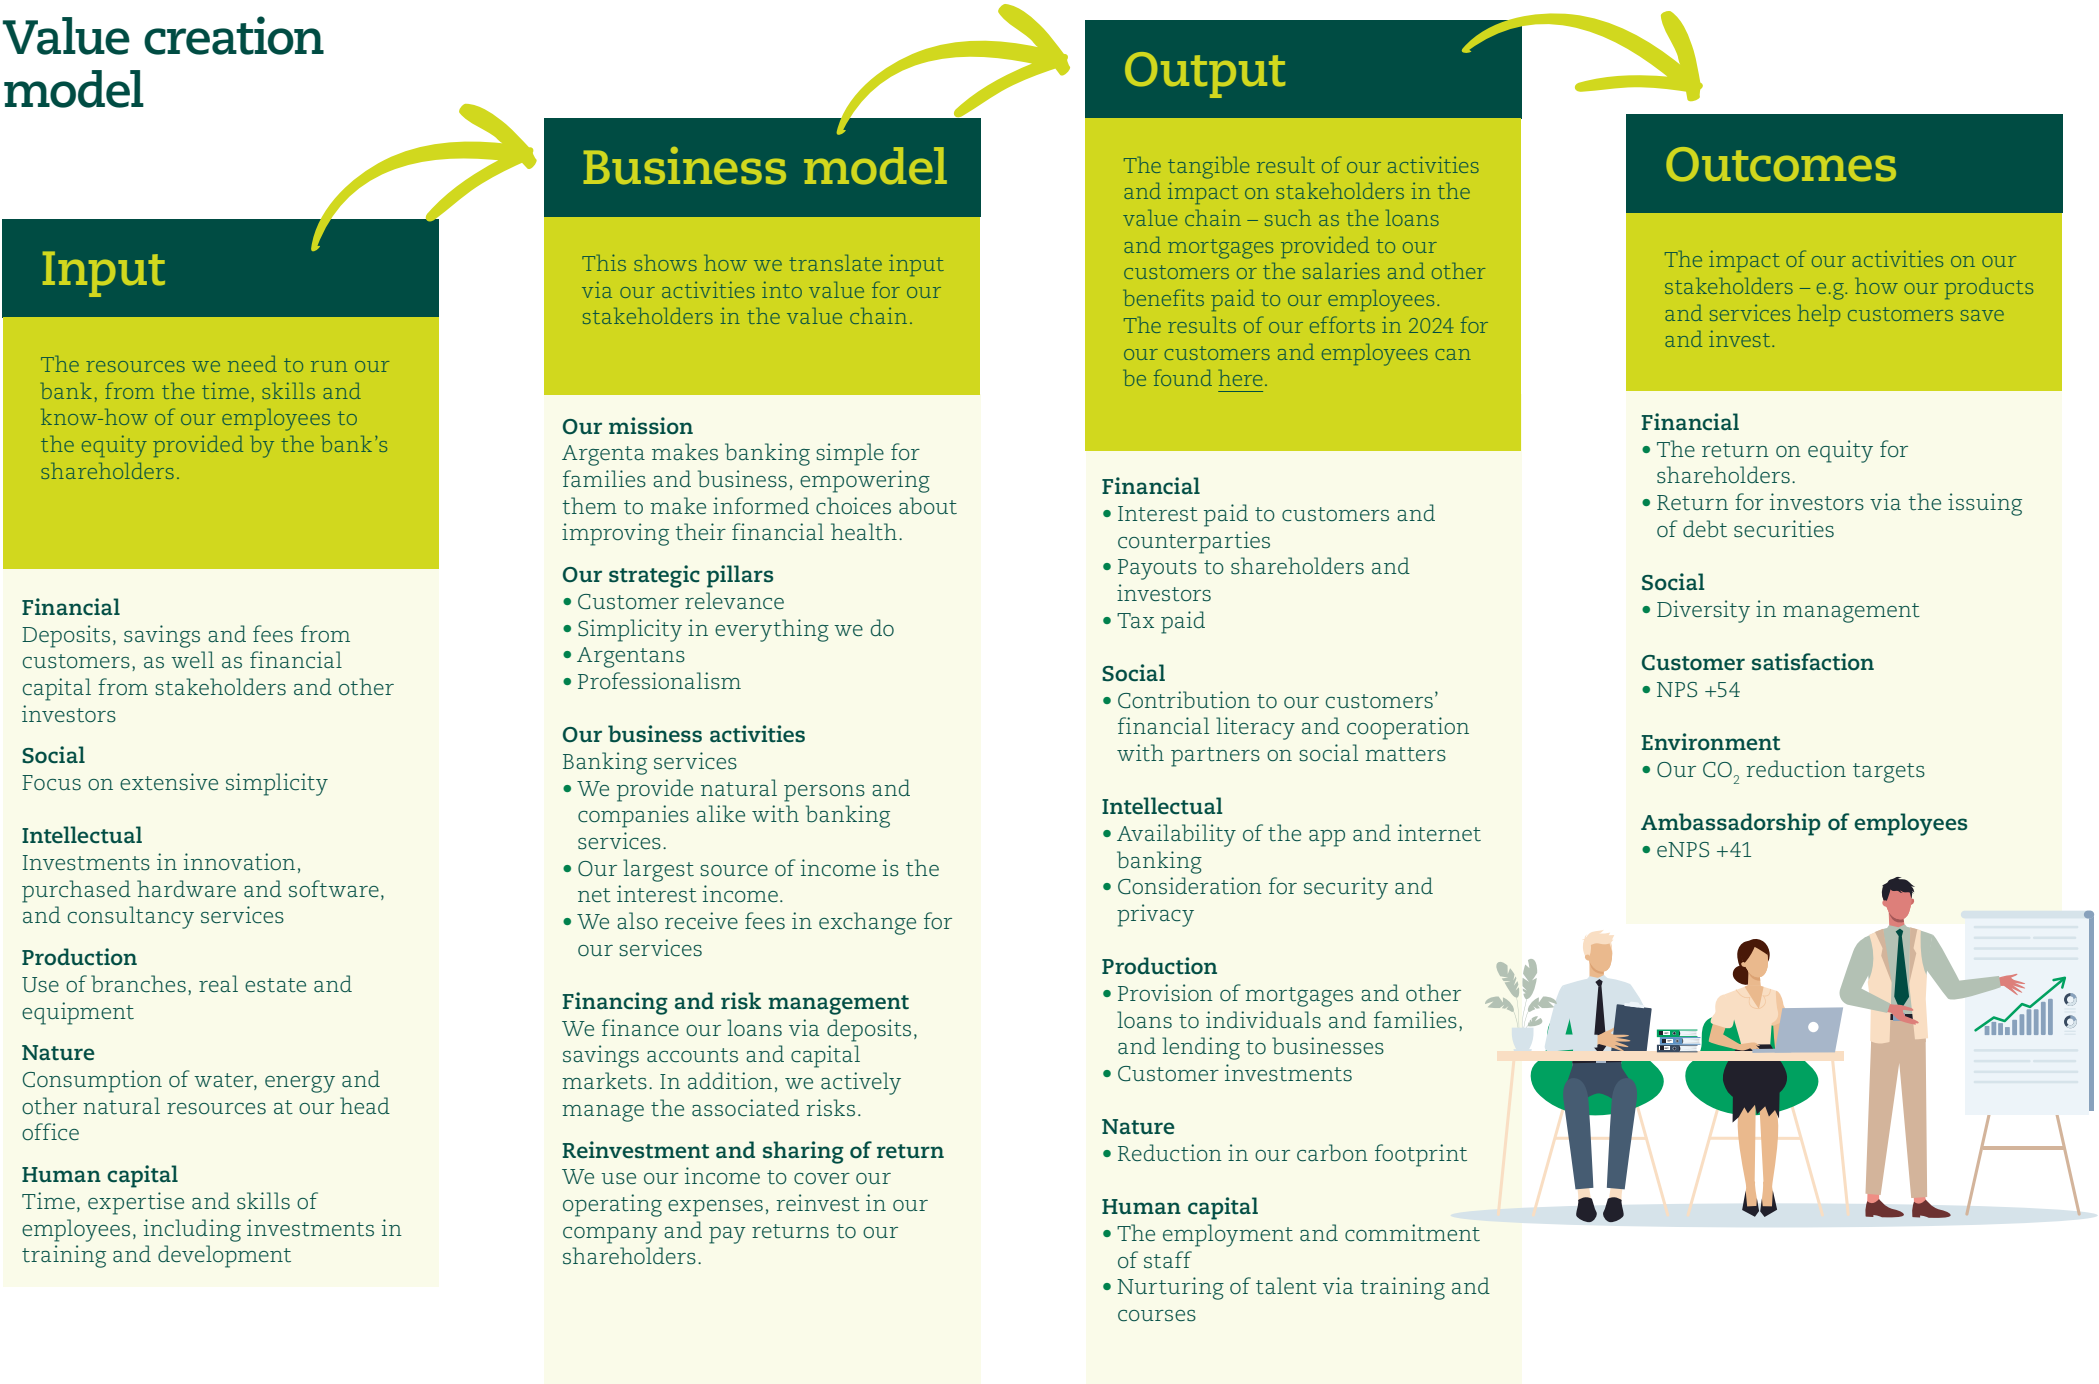 Value creation
model
Input
The resources we need to run our
bank, from the time, skills and
know-how of our employees to
the equity provided by the bank's
shareholders.
Financial
Deposits, savings and fees from
customers, as well as financial
capital from stakeholders and other
investors
Social
Focus on extensive simplicity
Intellectual
Investments in innovation,
purchased hardware and software,
and consultancy services
Production
Use of branches, real estate and
equipment
Nature
Consumption of water, energy and
other natural resources at our head
office
Human capital
Time, expertise and skills of
employees, including investments in
training and development
Business model
This shows how we translate input
via our activities into value for our
stakeholders in the value chain.
Our mission
Argenta makes banking simple for
families and business, empowering
them to make informed choices about
improving their financial health.
Our strategic pillars
• Customer relevance
• Simplicity in everything we do
• Argentans
• Professionalism
Our business activities
Banking services
• We provide natural persons and
companies alike with banking
services.
• Our largest source of income is the
net interest income.
• We also receive fees in exchange for
our services
Financing and risk management
We finance our loans via deposits,
savings accounts and capital
markets. In addition, we actively
manage the associated risks.
Reinvestment and sharing of return
We use our income to cover our
operating expenses, reinvest in our
company and pay returns to our
shareholders.
Output
The tangible result of our activities
and impact on stakeholders in the
value chain – such as the loans
and mortgages provided to our
customers or the salaries and other
benefits paid to our employees.
The results of our efforts in 2024 for
our customers and employees can
be found here.
Financial
• Interest paid to customers and
counterparties
• Payouts to shareholders and
investors
• Tax paid
Social
• Contribution to our customers'
financial literacy and cooperation
with partners on social matters
Intellectual
• Availability of the app and internet
banking
• Consideration for security and
privacy
Production
• Provision of mortgages and other
loans to individuals and families,
and lending to businesses
• Customer investments
Nature
• Reduction in our carbon footprint
Human capital
• The employment and commitment
of staff
• Nurturing of talent via training and
courses
Outcomes
The impact of our activities on our
stakeholders – e.g. how our products
and services help customers save
and invest.
Financial
• The return on equity for
shareholders.
• Return for investors via the issuing
of debt securities
Social
• Diversity in management
Customer satisfaction
• NPS +54
Environment
• Our CO₂ reduction targets
Ambassadorship of employees
• eNPS +41